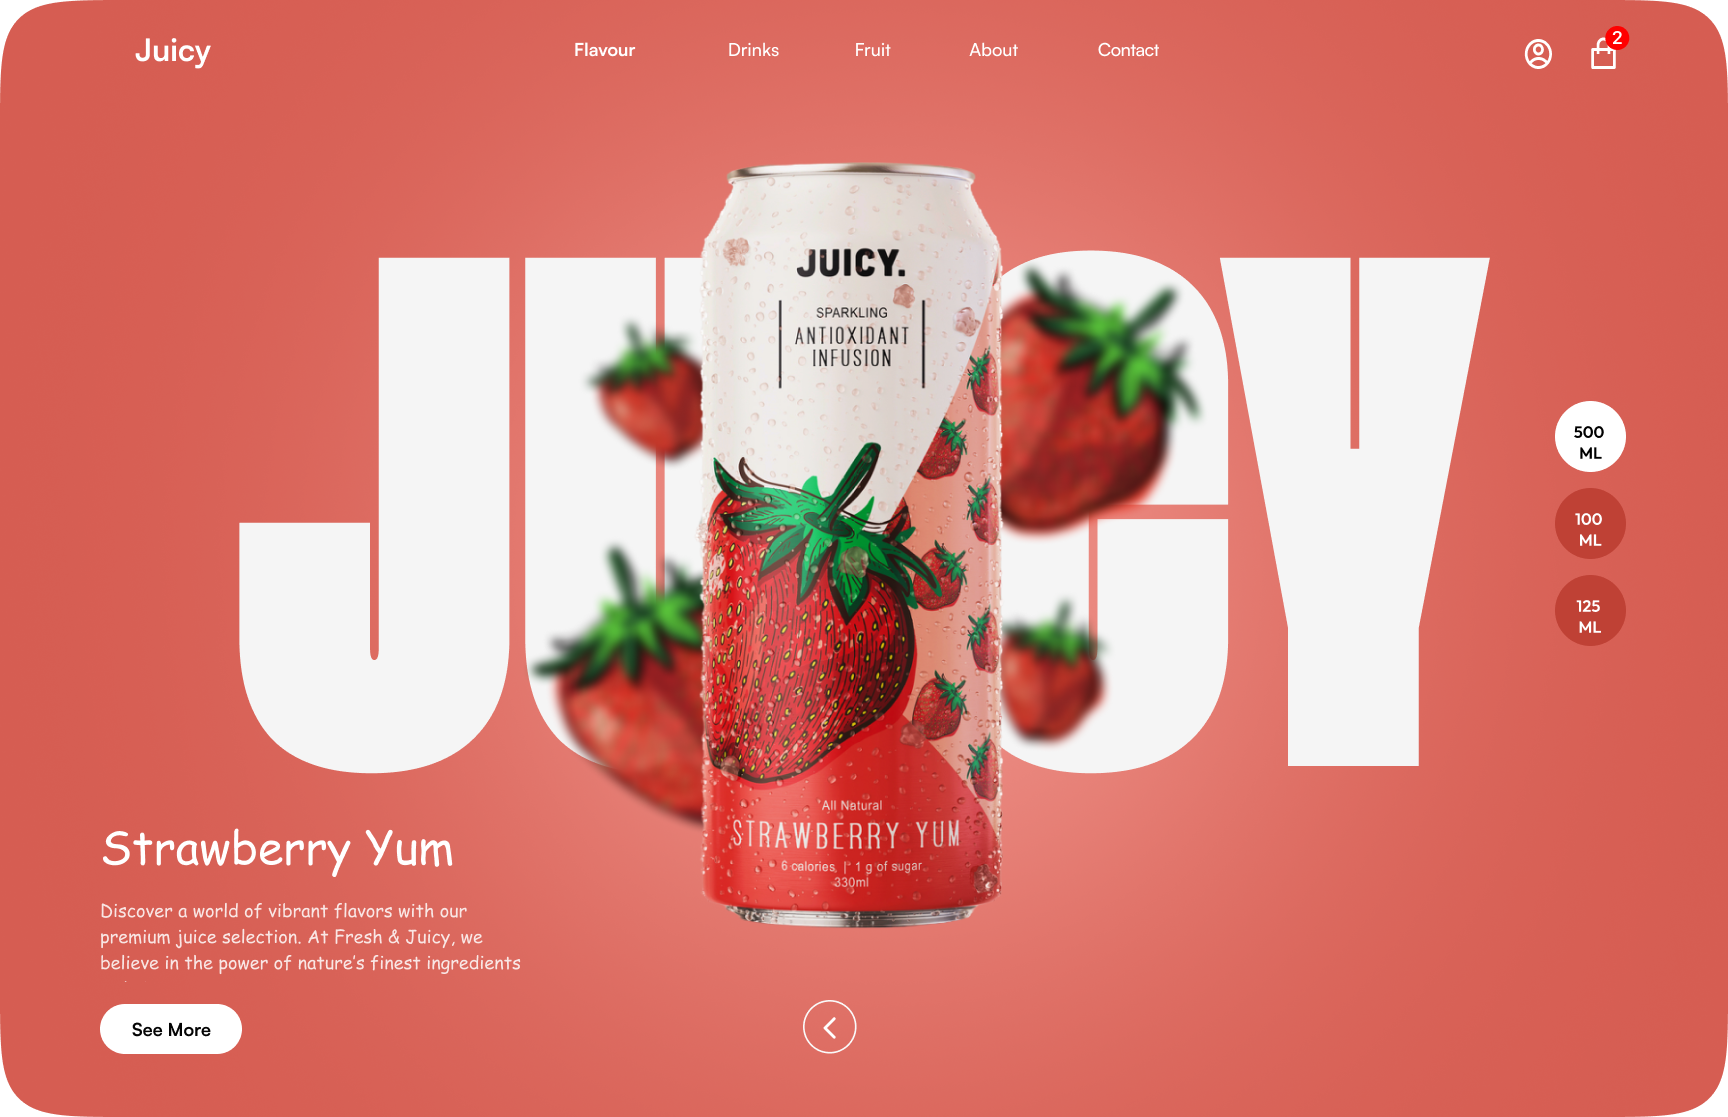 Juicy
Flavour
Drinks
Fruit
About
Contact
2
JUICY
JUICY.
SPARKLING
ANTIOXIDANT
INFUSION
500
ML
100
ML
125
ML
All Natural
STRAWBERRY YUM
6 calories | 1 g of sugar
330ml
Strawberry Yum
Discover a world of vibrant flavors with our
premium juice selection. At Fresh & Juicy, we
believe in the power of nature's finest ingredients
See More